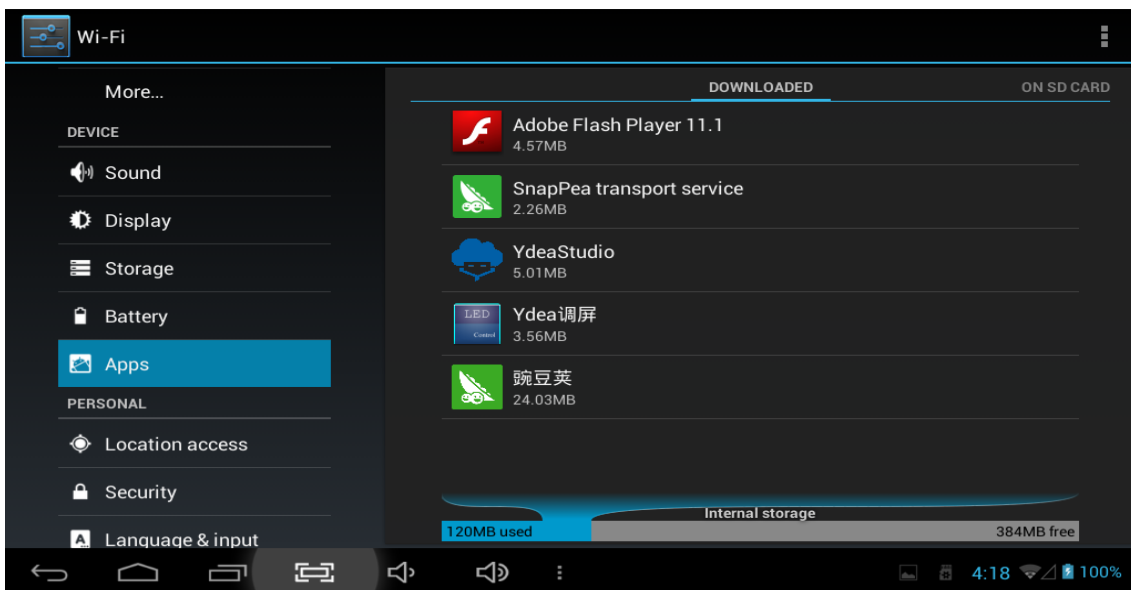 Wi-Fi
More...
DEVICE
Sound
Display
Storage
Battery
Apps
PERSONAL
Location access
Security
Language & input
DOWNLOADED
ON SD CARD
Adobe Flash Player 11.1
4.57MB
SnapPea transport service
2.26MB
YdeaStudio
5.01MB
LED
Control
Ydea调屏
3.56MB
豌豆荚
24.03MB
Internal storage
120MB used
384MB free
4:18
100%